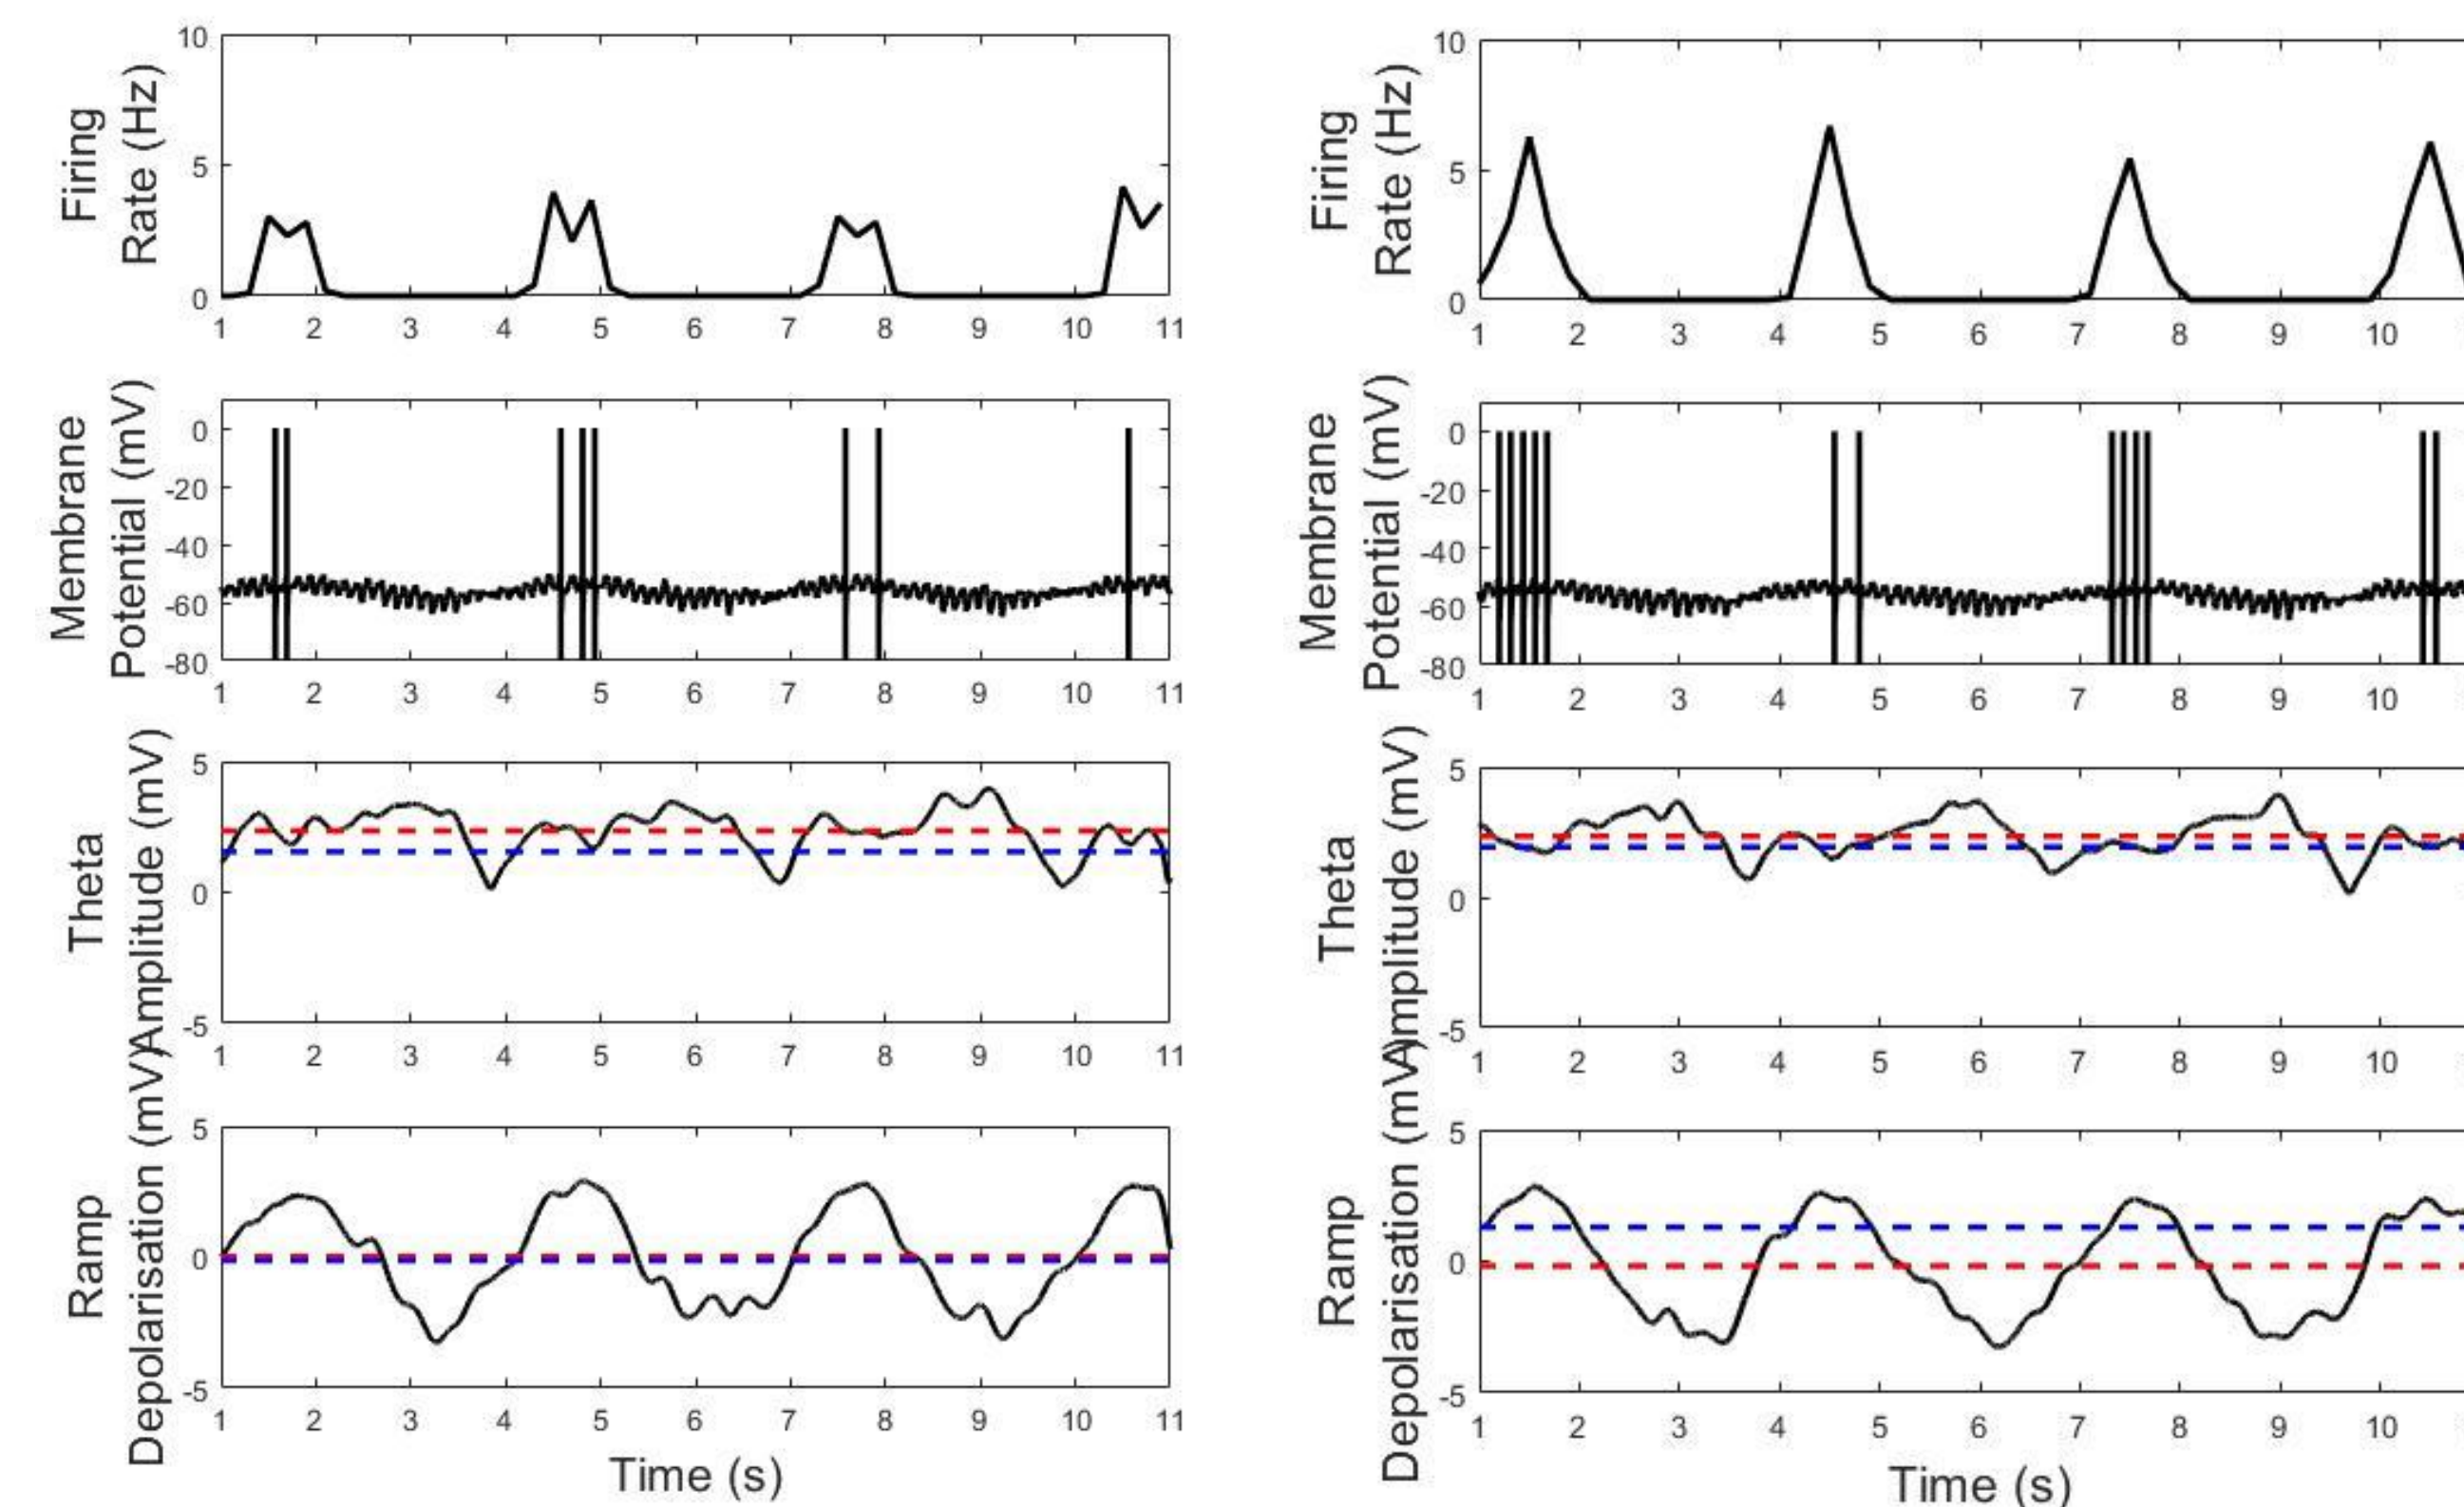 Firing
Rate (Hz)
10
5
0
1 2 3 4 5 6 7 8 9 10 11
Membrane
Potential (mV)
0
-20
-40
-60
-80
1 2 3 4 5 6 7 8 9 10 11
Theta
Amplitude (mV)
5
0
-5
1 2 3 4 5 6 7 8 9 10 11
Ramp
Depolarisation (mV)
5
0
-5
1 2 3 4 5 6 7 8 9 10 11
Time (s)
Firing
Rate (Hz)
10
5
0
1 2 3 4 5 6 7 8 9 10
Membrane
Potential (mV)
0
-20
-40
-60
-80
1 2 3 4 5 6 7 8 9 10
Theta
Amplitude (mV)
5
0
-5
1 2 3 4 5 6 7 8 9 10
Ramp
Depolarisation (mV)
5
0
-5
1 2 3 4 5 6 7 8 9 10
Time (s)